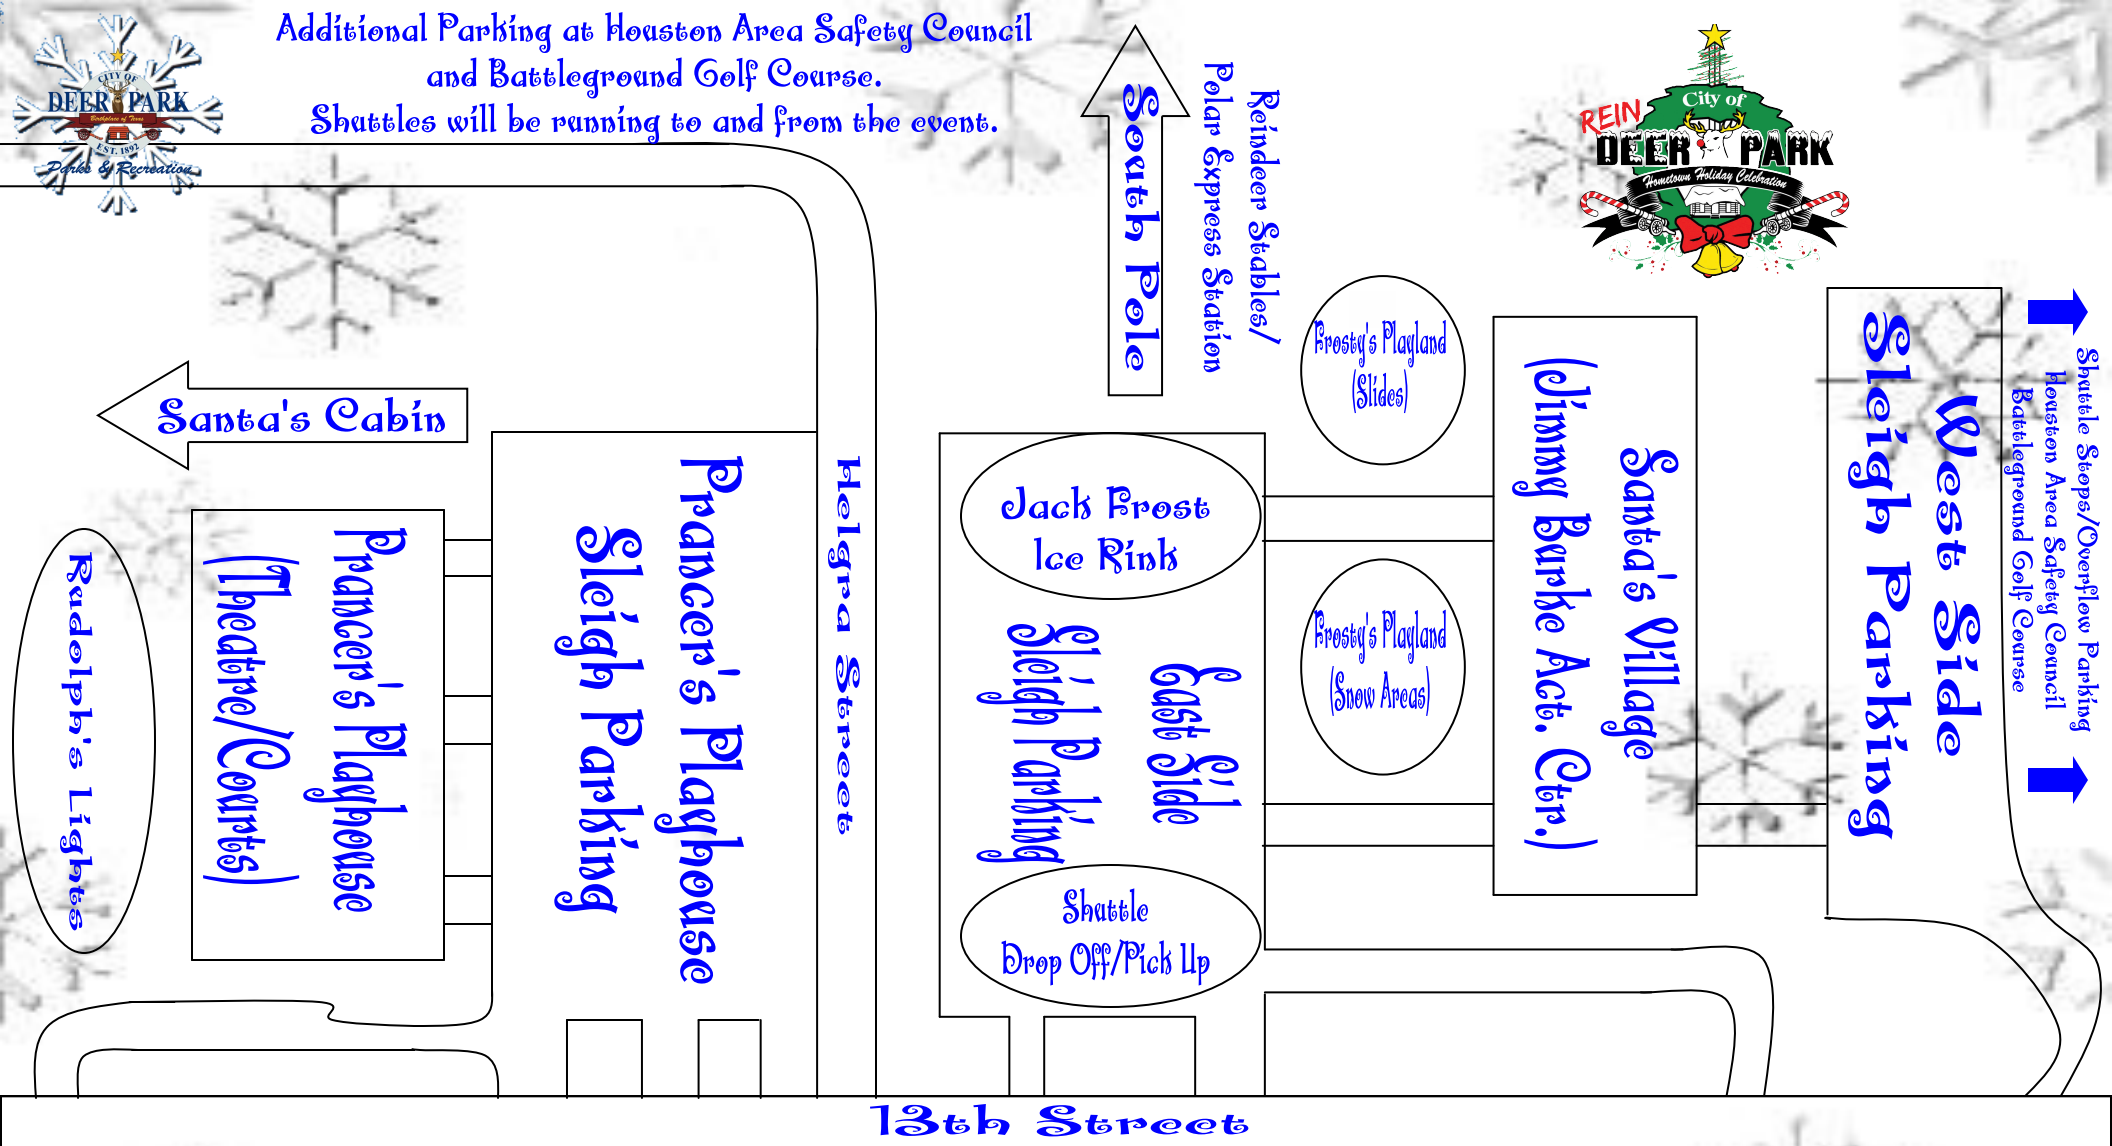 Additional Parking at Houston Area Safety Council
and Battleground Golf Course.
Shuttles will be running to and from the event.
CITY OF
DEER PARK
Birthplace of Texas
EST. 1892
Parks & Recreation
South Pole
Reindeer Stables/
Polar Express Station
City of
REIN
DEER PARK
Hometown Holiday Celebration
Santa's Cabin
Rudolph's Lights
Prancer's Playhouse
(Theatre/Courts)
Prancer's Playhouse
Sleigh Parking
Helgra Street
Jack Frost
Ice Rink
East Side
Sleigh Parking
Shuttle
Drop Off/Pick Up
Frosty's Playland
(Slides)
Frosty's Playland
(Snow Areas)
Santa's Village
(Jimmy Burke Act. Ctr.)
West Side
Sleigh Parking
Shuttle Stops/Overflow Parking
Houston Area Safety Council
Battleground Golf Course
13th Street